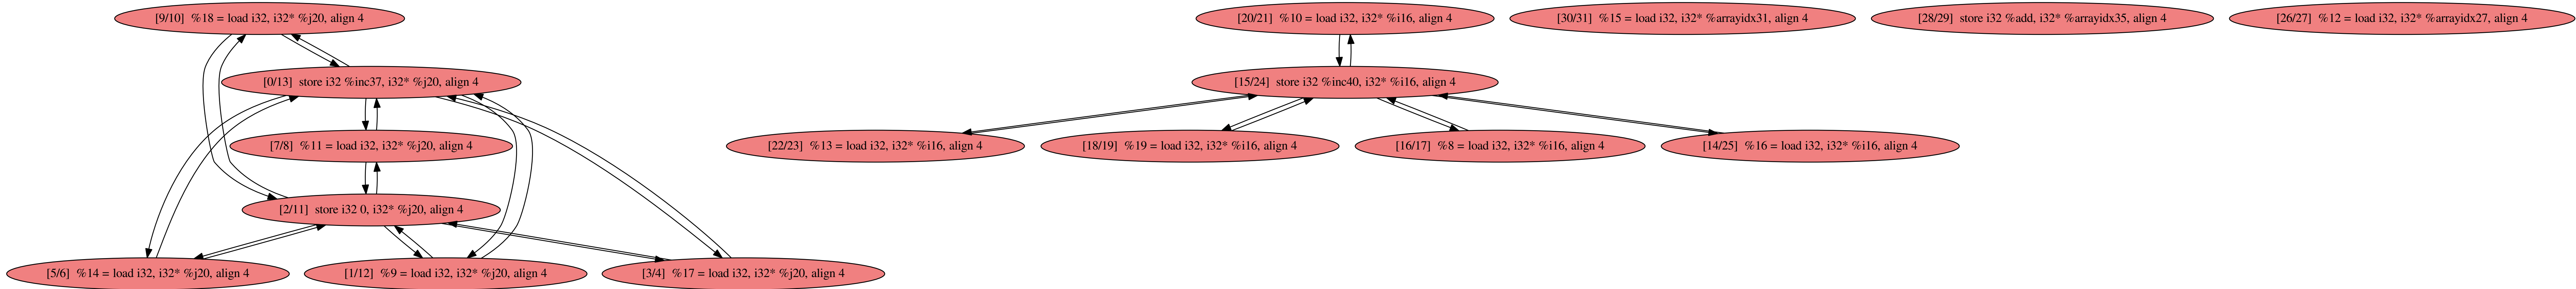 [9/10]  %18 = load i32, i32* %j20, align 4
[20/21]  %10 = load i32, i32* %i16, align 4
[30/31]  %15 = load i32, i32* %arrayidx31, align 4
[28/29]  store i32 %add, i32* %arrayidx35, align 4
[26/27]  %12 = load i32, i32* %arrayidx27, align 4
[0/13]  store i32 %inc37, i32* %j20, align 4
[15/24]  store i32 %inc40, i32* %i16, align 4
[7/8]  %11 = load i32, i32* %j20, align 4
[22/23]  %13 = load i32, i32* %i16, align 4
[18/19]  %19 = load i32, i32* %i16, align 4
[16/17]  %8 = load i32, i32* %i16, align 4
[14/25]  %16 = load i32, i32* %i16, align 4
[2/11]  store i32 0, i32* %j20, align 4
[5/6]  %14 = load i32, i32* %j20, align 4
[1/12]  %9 = load i32, i32* %j20, align 4
[3/4]  %17 = load i32, i32* %j20, align 4